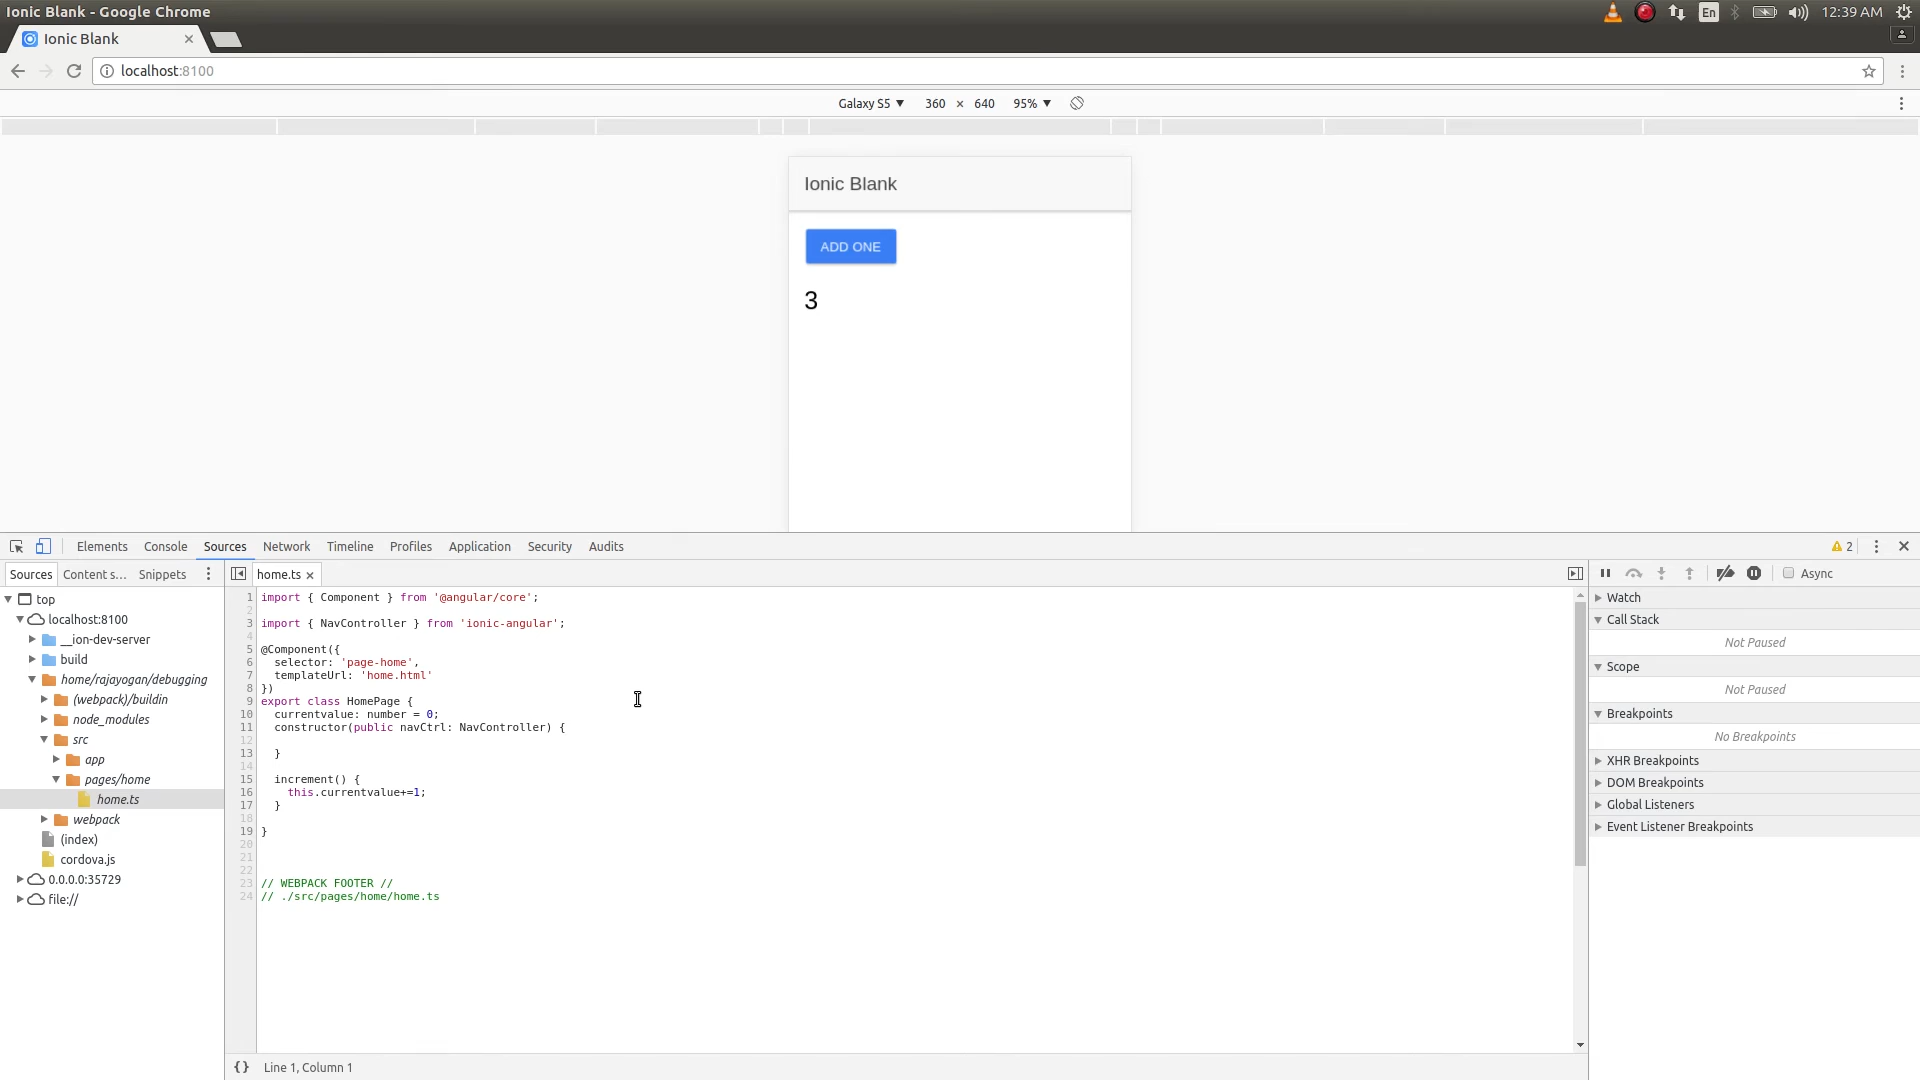 Ionic Blank - Google Chrome
En
12:39 AM
Ionic Blank
localhost:8100
Galaxy S5 ▼ 360 × 640 95% ▼
Ionic Blank
ADD ONE
3
Elements Console Sources Network Timeline Profiles Application Security Audits
2
Sources Content s... Snippets
home.ts ×
Async
top
localhost:8100
__ion-dev-server
build
home/rajayogan/debugging
(webpack)/buildin
node_modules
src
app
pages/home
home.ts
webpack
(index)
cordova.js
0.0.0.0:35729
file://
1 import { Component } from '@angular/core';
2
3 import { NavController } from 'ionic-angular';
4
5 @Component({
6 selector: 'page-home',
7 templateUrl: 'home.html'
8 })
9 export class HomePage {
10 currentvalue: number = 0;
11 constructor(public navCtrl: NavController) {
12
13 }
14
15 increment() {
16 this.currentvalue+=1;
17 }
18
19 }
20
21
22
23 // WEBPACK FOOTER //
24 // ./src/pages/home/home.ts
{} Line 1, Column 1
Watch
Call Stack
Not Paused
Scope
Not Paused
Breakpoints
No Breakpoints
XHR Breakpoints
DOM Breakpoints
Global Listeners
Event Listener Breakpoints